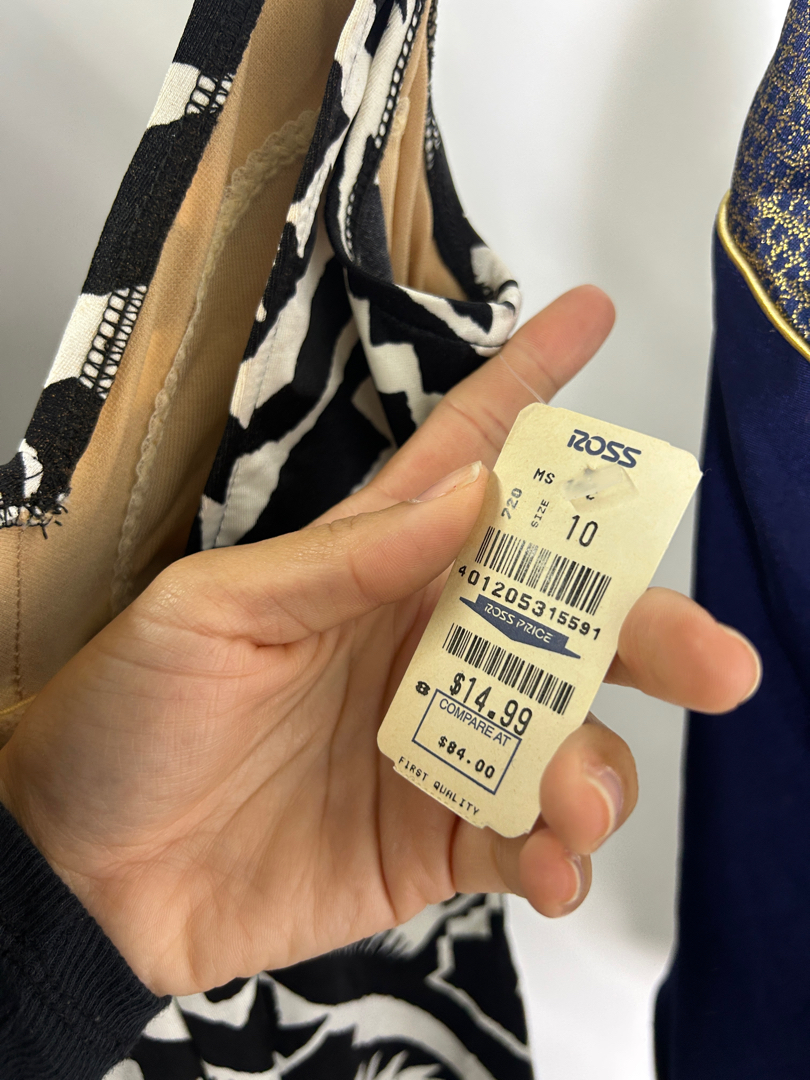 ROSS
MS
720 SIZE 10
401205315591
ROSS PRICE
8 $14.99
COMPARE AT
$84.00
FIRST QUALITY